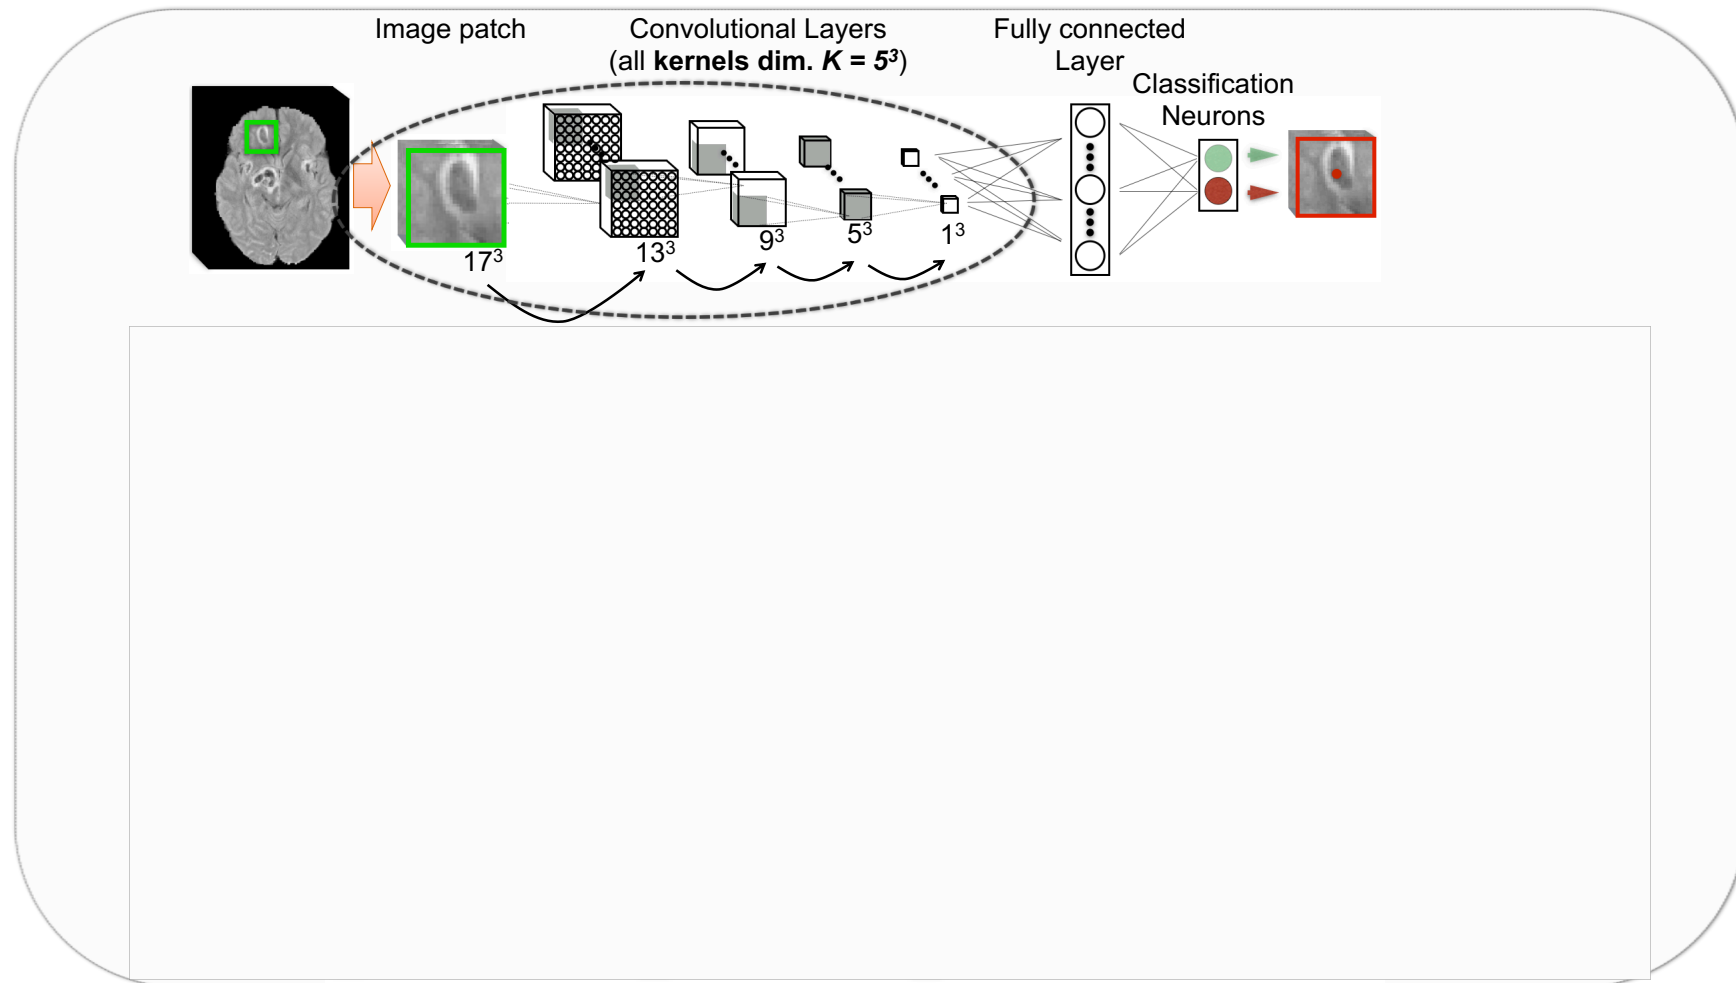 Image patch
Convolutional Layers
(all kernels dim. K = 5³)
Fully connected
Layer
Classification
Neurons
17³
13³
9³
5³
1³